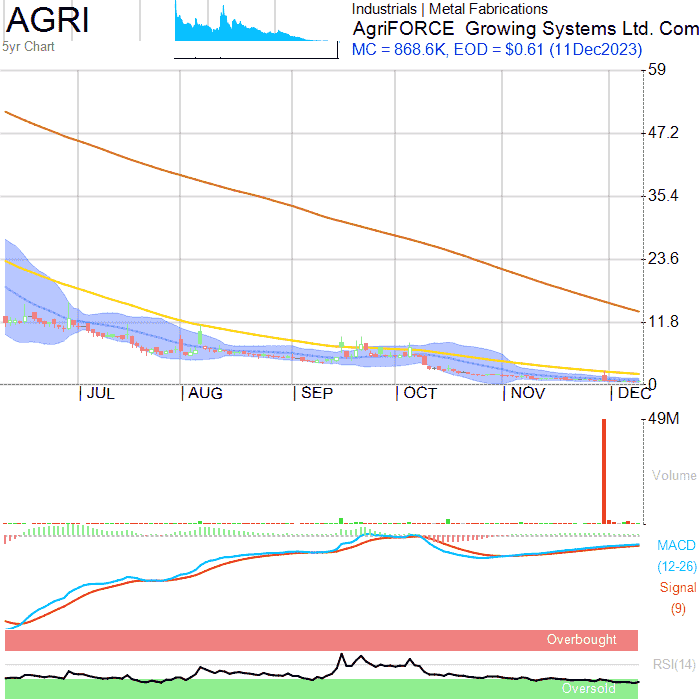 AGRI
5yr Chart
Industrials | Metal Fabrications
AgriFORCE Growing Systems Ltd. Com
MC = 868.6K, EOD = $0.61 (11Dec2023)
59
47.2
35.4
23.6
11.8
0
JUL
AUG
SEP
OCT
NOV
DEC
49M
Volume
MACD
(12-26)
Signal
(9)
Overbought
RSI(14)
Oversold